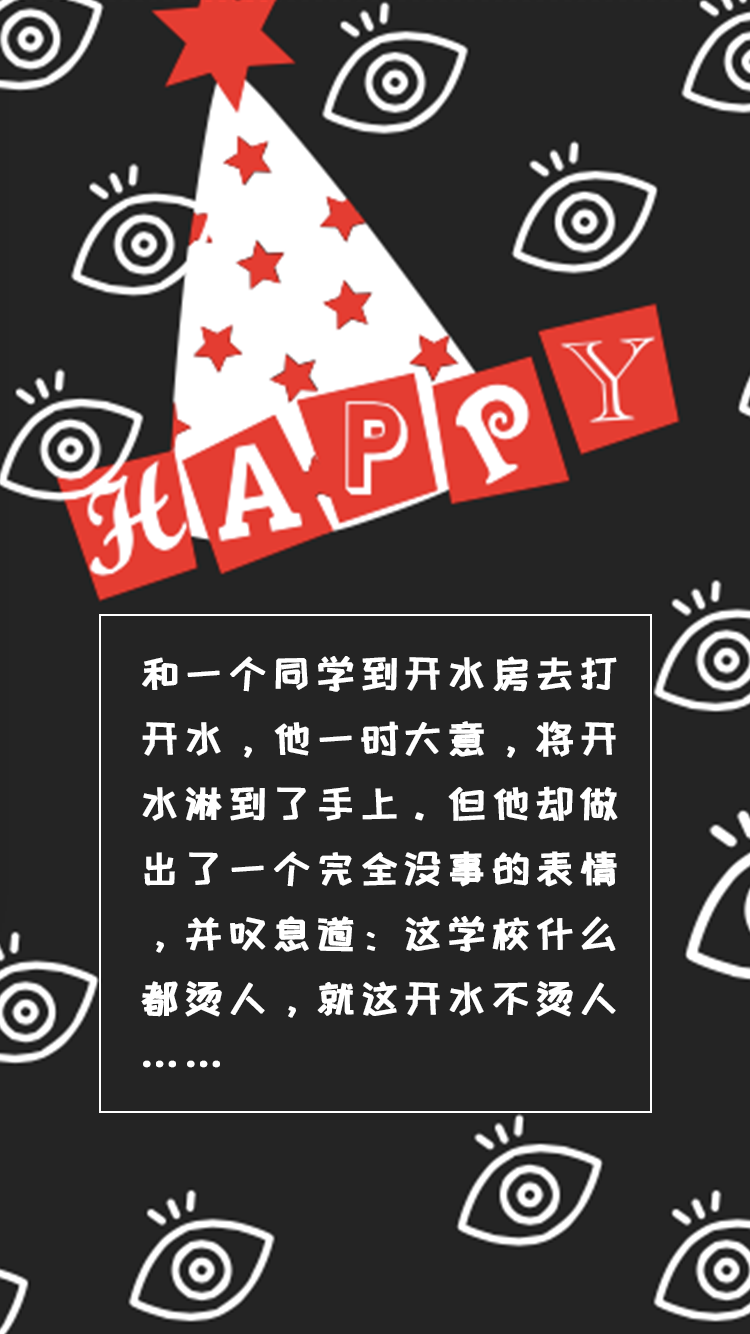 HAPPY
和一个同学到开水房去打
开水，他一时大意，将开
水淋到了手上。但他却做
出了一个完全没事的表情
，并叹息道：这学校什么
都烫人，就这开水不烫人
……